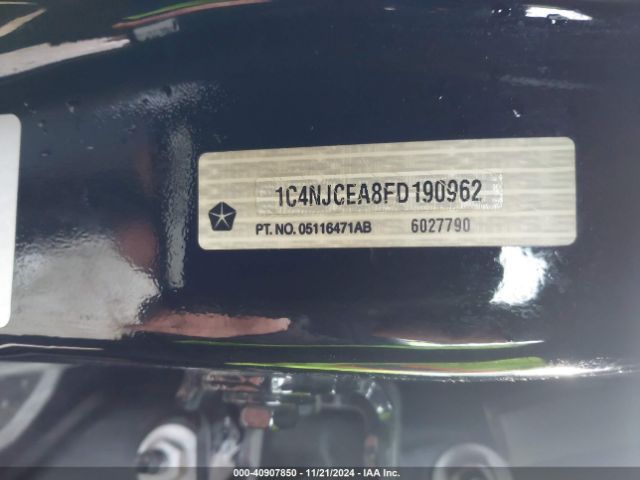 1C4NJCEA8FD190962
PT. NO. 05116471AB 6027790
000-40907850 - 11/21/2024 - IAA Inc.